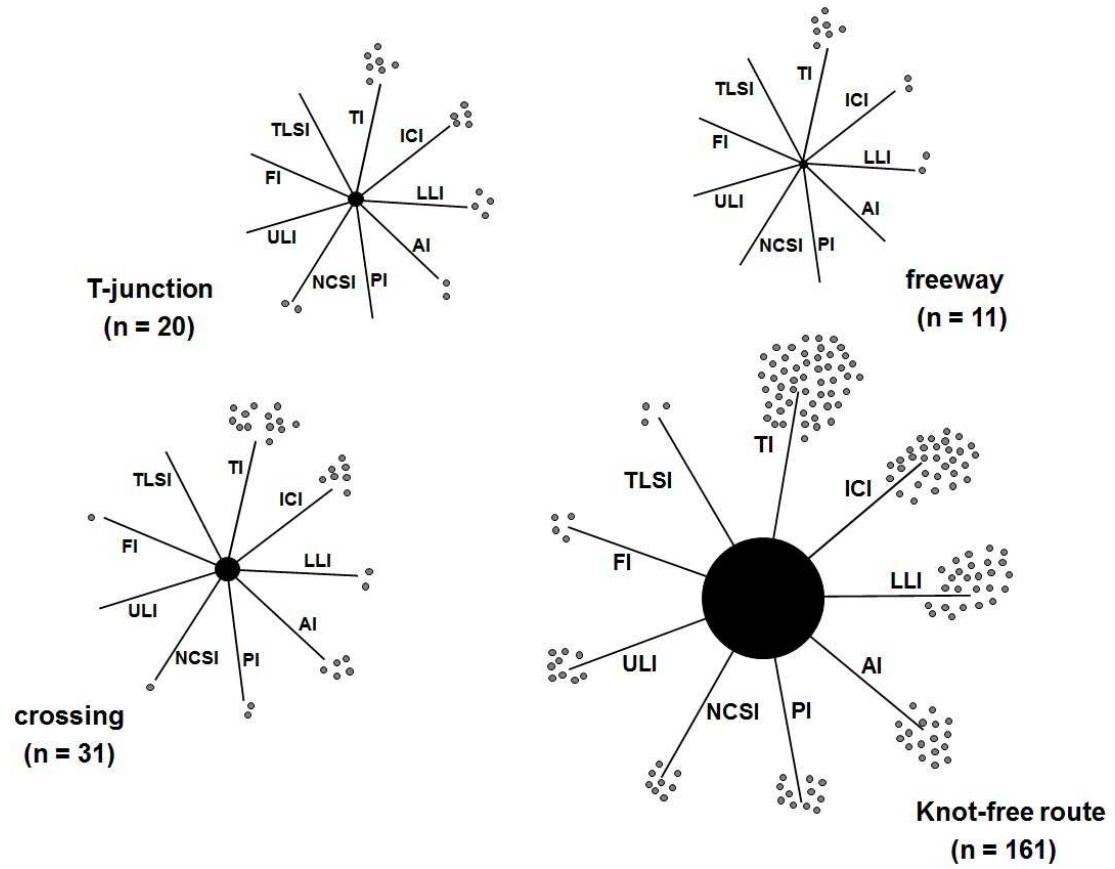 TI
TLSI
ICI
FI
LLI
ULI
AI
NCSI
PI
T-junction
(n = 20)
TI
TLSI
ICI
FI
LLI
ULI
AI
NCSI
PI
freeway
(n = 11)
TI
TLSI
ICI
FI
LLI
ULI
AI
NCSI
PI
crossing
(n = 31)
TI
TLSI
ICI
FI
LLI
ULI
AI
NCSI
PI
Knot-free route
(n = 161)